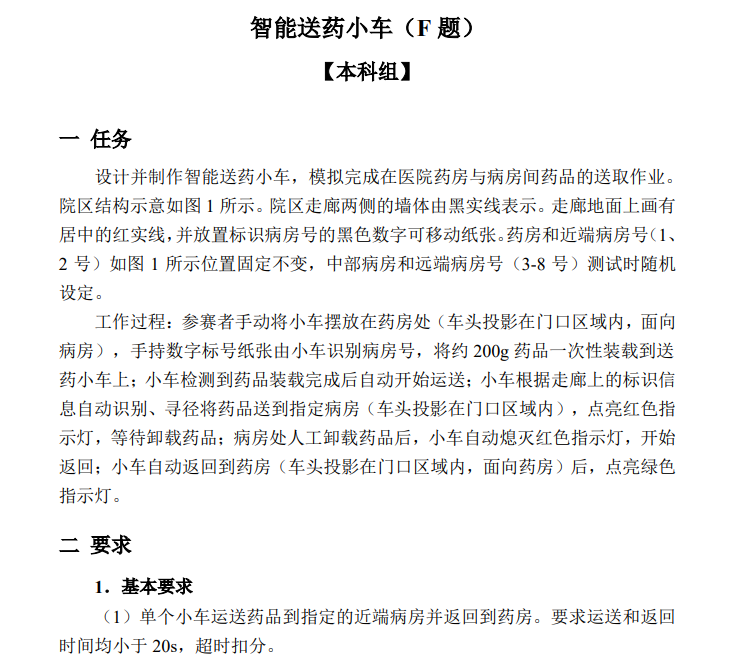 智能送药小车（F 题）
【本科组】
一 任务
设计并制作智能送药小车，模拟完成在医院药房与病房间药品的送取作业。
院区结构示意如图 1 所示。院区走廊两侧的墙体由黑实线表示。走廊地面上画有
居中的红实线，并放置标识病房号的黑色数字可移动纸张。药房和近端病房号（1、
2 号）如图 1 所示位置固定不变，中部病房和远端病房号（3-8 号）测试时随机
设定。
工作过程：参赛者手动将小车摆放在药房处（车头投影在门口区域内，面向
病房），手持数字标号纸张由小车识别病房号，将约 200g 药品一次性装载到送
药小车上；小车检测到药品装载完成后自动开始运送；小车根据走廊上的标识信
息自动识别、寻径将药品送到指定病房（车头投影在门口区域内），点亮红色指
示灯，等待卸载药品；病房处人工卸载药品后，小车自动熄灭红色指示灯，开始
返回；小车自动返回到药房（车头投影在门口区域内，面向药房）后，点亮绿色
指示灯。
二 要求
1．基本要求
（1）单个小车运送药品到指定的近端病房并返回到药房。要求运送和返回
时间均小于 20s，超时扣分。